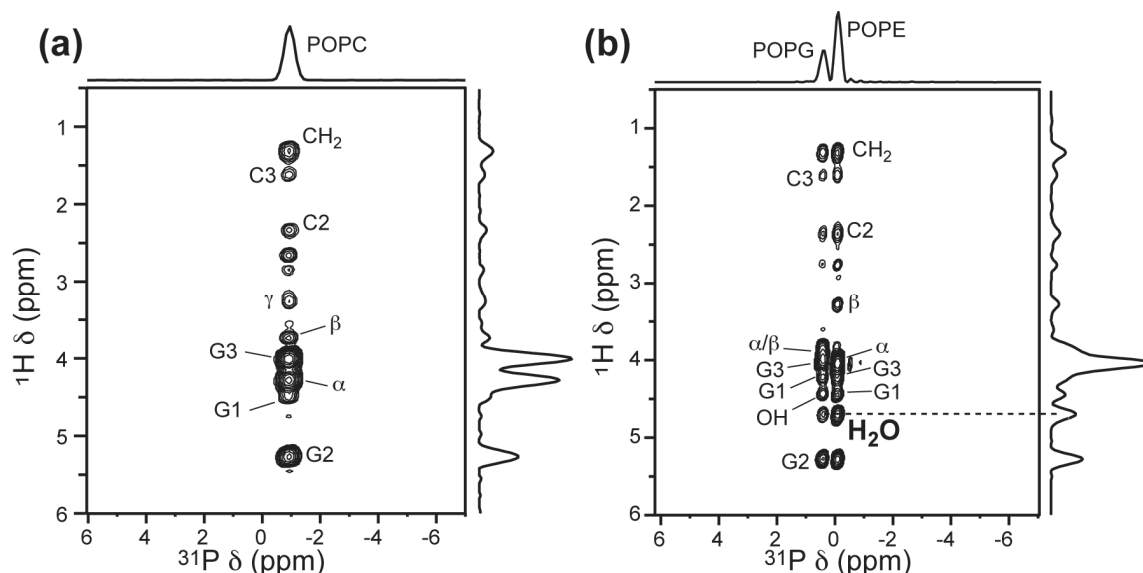 (a)
POPC
1
2
3
4
5
6
¹H δ (ppm)
CH₂
C3
C2
γ
β
G3
α
G1
G2
6 4 2 0 -2 -4 -6
³¹P δ (ppm)
(b)
POPG
POPE
1
2
3
4
5
6
¹H δ (ppm)
CH₂
C3
C2
β
α/β
α
G3
G3
G1
G1
OH
H₂O
G2
6 4 2 0 -2 -4 -6
³¹P δ (ppm)